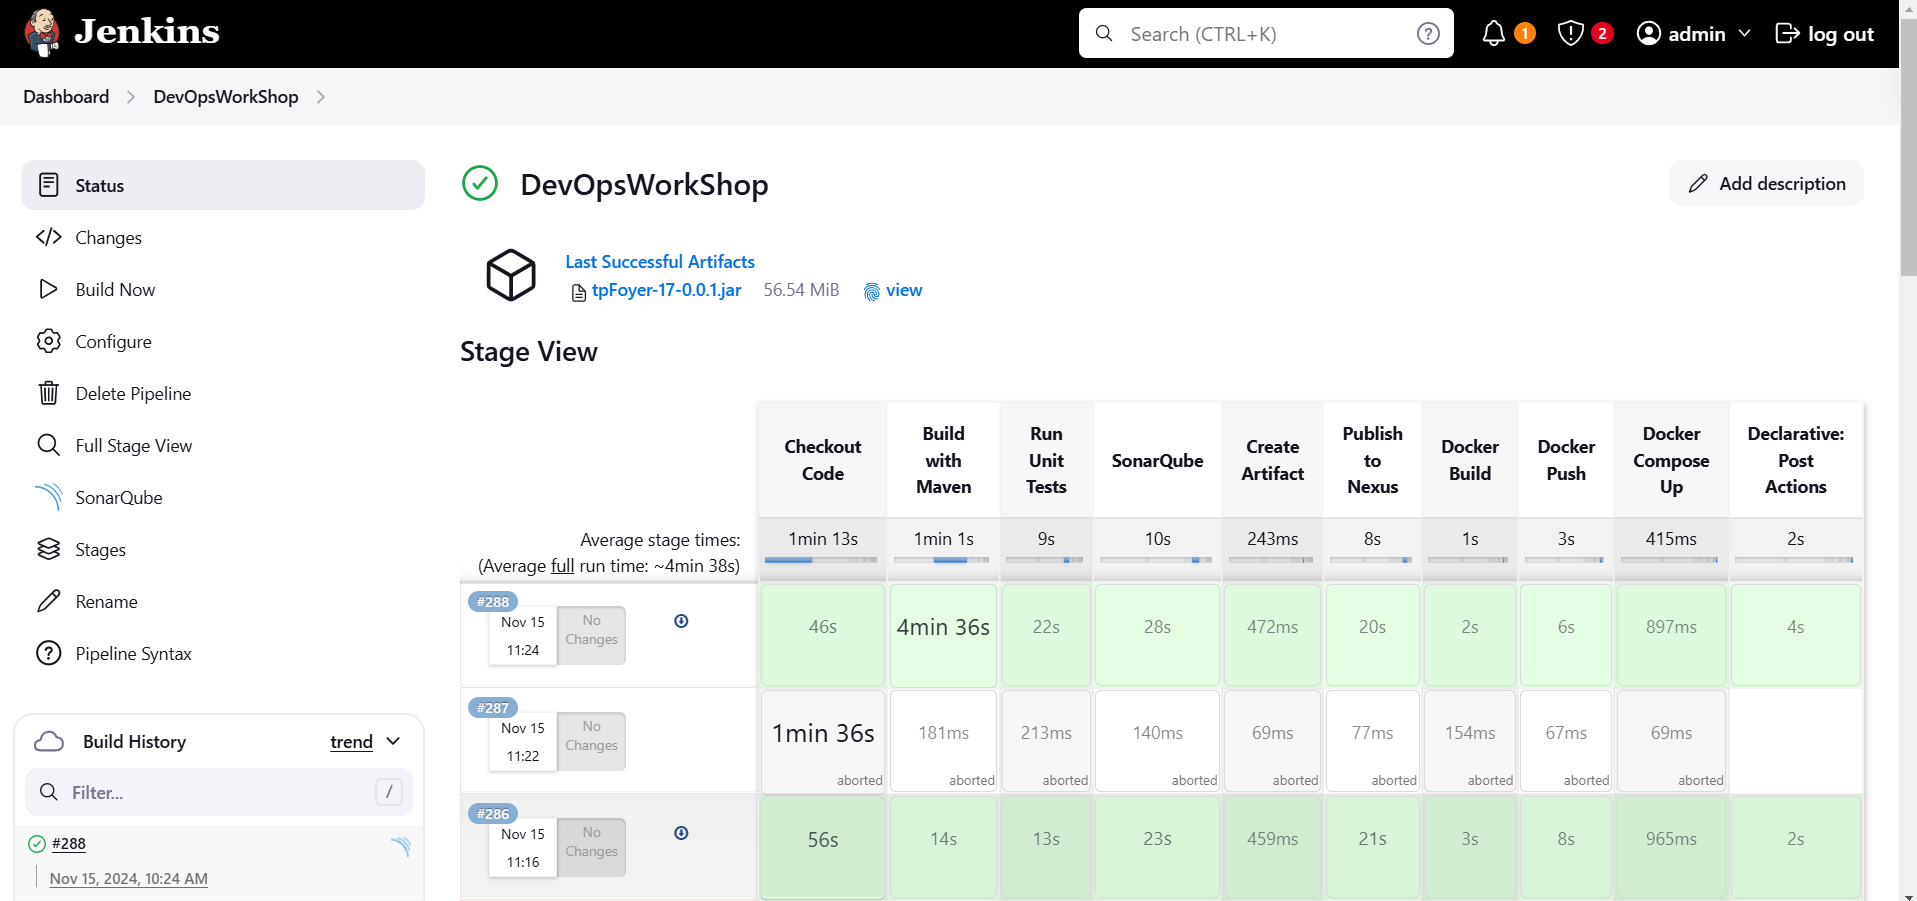 Jenkins
Search (CTRL+K)
?
1
2
admin
log out
Dashboard
DevOpsWorkShop
Status
Changes
Build Now
Configure
Delete Pipeline
Full Stage View
SonarQube
Stages
Rename
Pipeline Syntax
Build History
trend
Filter...
/
#288
Nov 15, 2024, 10:24 AM
DevOpsWorkShop
Add description
Last Successful Artifacts
tpFoyer-17-0.0.1.jar 56.54 MiB view
Stage View
Checkout Code
Build with Maven
Run Unit Tests
SonarQube
Create Artifact
Publish to Nexus
Docker Build
Docker Push
Docker Compose Up
Declarative: Post Actions
Average stage times:
(Average full run time: ~4min 38s)
1min 13s 1min 1s 9s 10s 243ms 8s 1s 3s 415ms 2s
#288
Nov 15
11:24
No Changes
46s 4min 36s 22s 28s 472ms 20s 2s 6s 897ms 4s
#287
Nov 15
11:22
No Changes
1min 36s 181ms 213ms 140ms 69ms 77ms 154ms 67ms 69ms
aborted aborted aborted aborted aborted aborted aborted aborted aborted
#286
Nov 15
11:16
No Changes
56s 14s 13s 23s 459ms 21s 3s 8s 965ms 2s